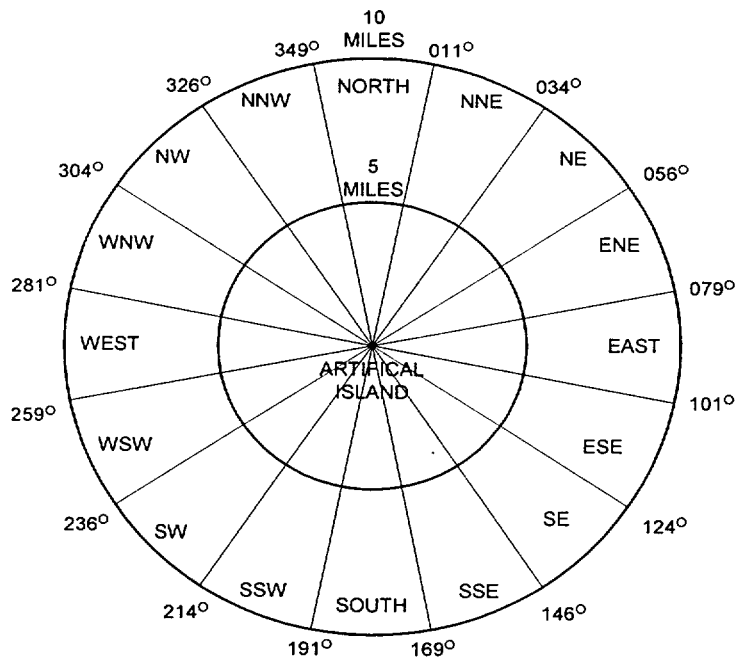 10
MILES
349° 011°
326° NNW NORTH NNE 034°
NW NE
304° 5 056°
MILES
WNW ENE
281° 079°
WEST EAST
ARTIFICAL
ISLAND
259° 101°
WSW ESE
236° SW SE 124°
SSW SOUTH SSE
214° 146°
191° 169°